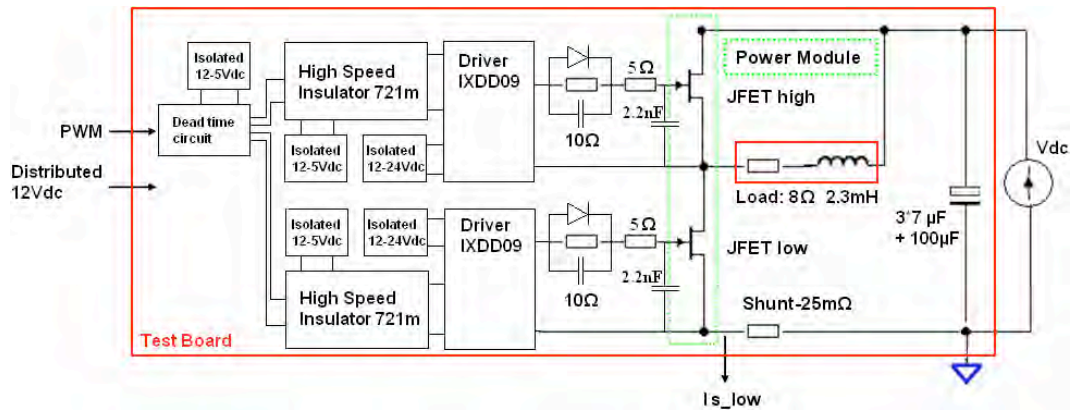 Isolated
12-5Vdc
High Speed
Insulator 721m
Driver
IXDD09
5Ω
Power Module
JFET high
2.2nF
10Ω
PWM
Dead time
circuit
Isolated
12-5Vdc
Isolated
12-24Vdc
Distributed
12Vdc
Vdc
Load: 8Ω 2.3mH
3*7 µF
+ 100µF
Isolated
12-5Vdc
Isolated
12-24Vdc
Driver
IXDD09
5Ω
JFET low
2.2nF
10Ω
High Speed
Insulator 721m
Shunt-25mΩ
Test Board
Is_low